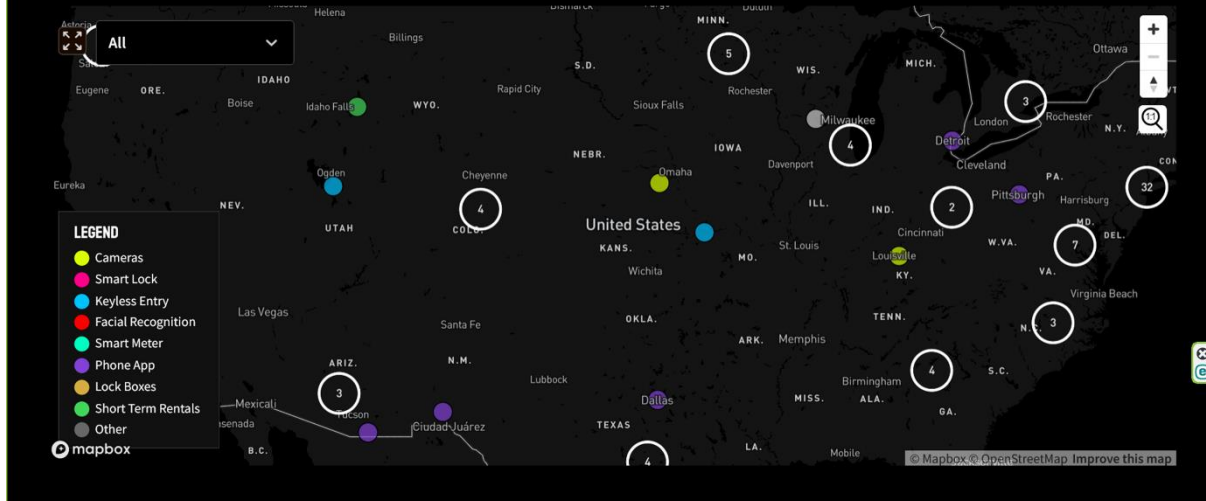 Bismarck
Duluth
Helena
MINN.
Astoria
All
Billings
5
Ottawa
+
MICH.
S.D.
WIS.
IDAHO
Eugene
ORE.
Rapid City
Rochester
Boise
Idaho Falls
WYO.
Sioux Falls
3
London
Rochester
Milwaukee
N.Y.
Detroit
4
IOWA
NEBR.
Davenport
Cleveland
Ogden
Cheyenne
Omaha
PA.
Eureka
Pittsburgh
32
Harrisburg
NEV.
ILL.
IND.
2
4
MD.
UTAH
COLO.
United States
Cincinnati
DEL.
LEGEND
KANS.
St. Louis
W.VA.
7
MO.
Louisville
Cameras
Wichita
KY.
VA.
Smart Lock
Keyless Entry
Virginia Beach
Las Vegas
Facial Recognition
Santa Fe
OKLA.
TENN.
3
N.C.
Smart Meter
ARK.
Memphis
ARIZ.
N.M.
Phone App
4
S.C.
Lubbock
Birmingham
Lock Boxes
3
Dallas
MISS.
ALA.
Mexicali
Short Term Rentals
Tucson
GA.
Ciudad Juárez
TEXAS
Other
LA.
Mobile
mapbox
B.C.
4
© Mapbox © OpenStreetMap Improve this map